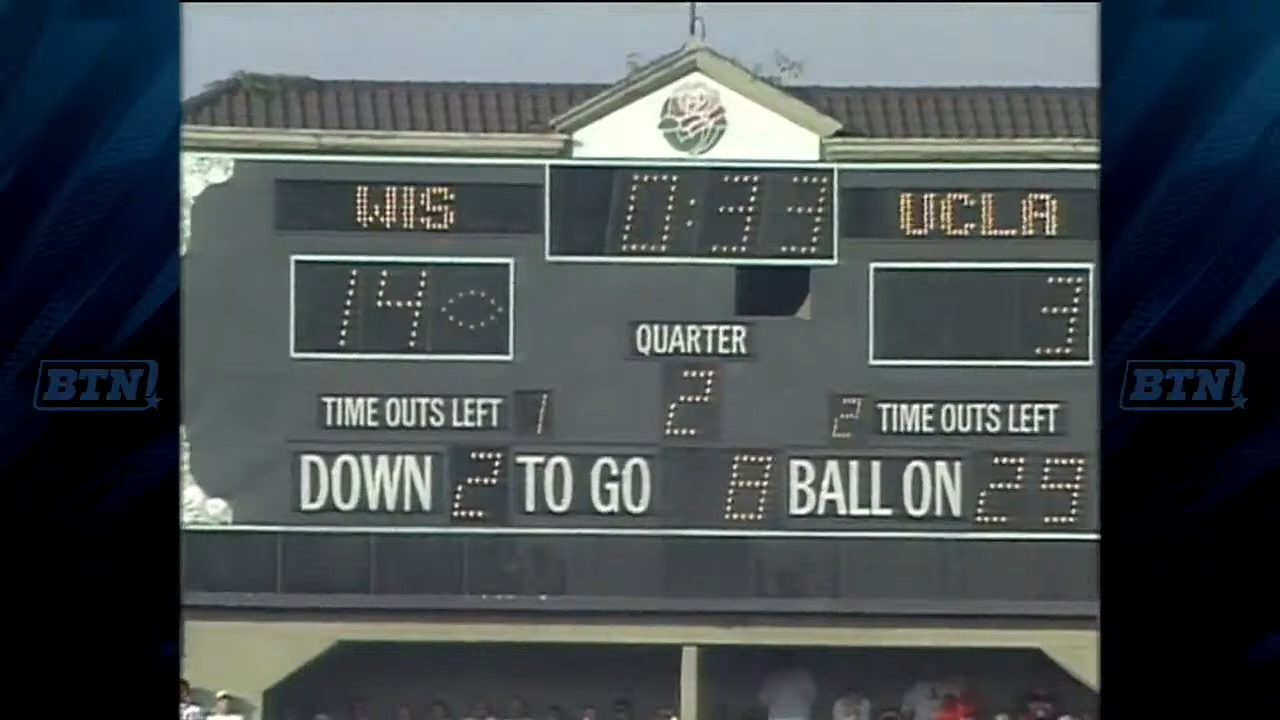 WIS 0:33 UCLA
14 3
QUARTER
2
TIME OUTS LEFT 1 2 TIME OUTS LEFT
DOWN 2 TO GO 8 BALL ON 29
BTN! BTN!